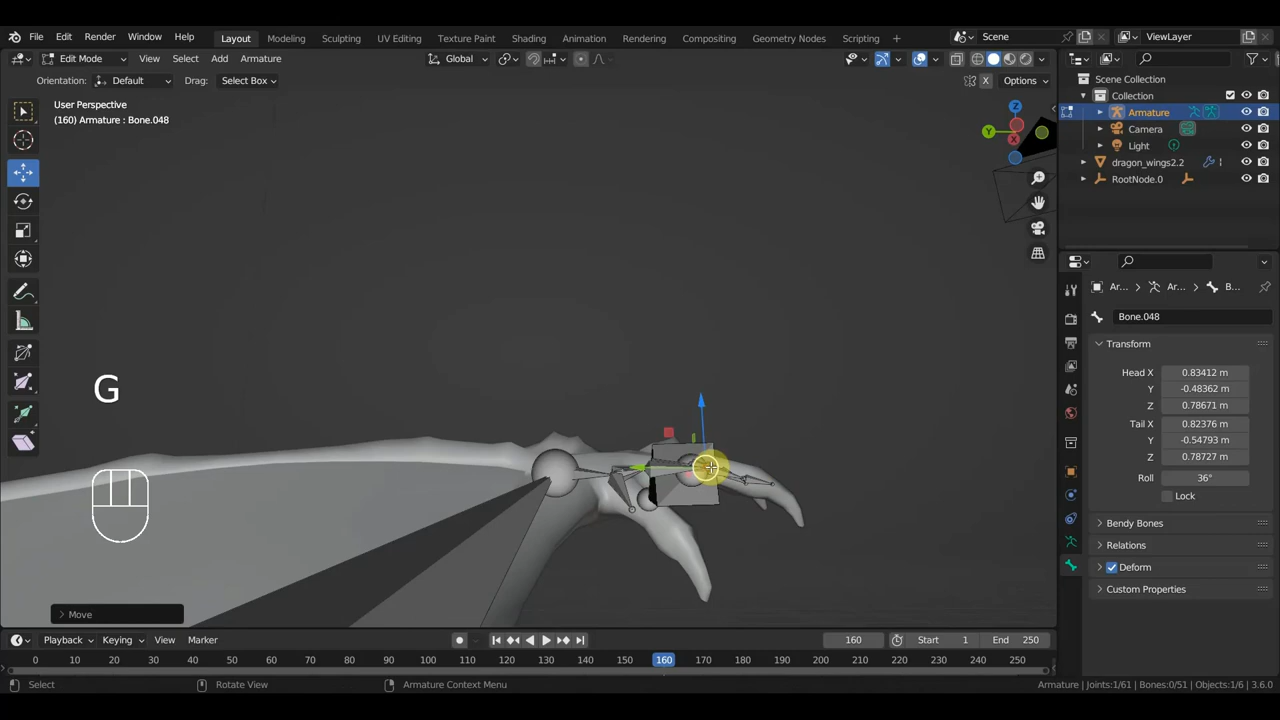 File Edit Render Window Help Layout Modeling Sculpting UV Editing Texture Paint Shading Animation Rendering Compositing Geometry Nodes Scripting + Scene ViewLayer
Edit Mode View Select Add Armature Global X Options
Orientation: Default Drag: Select Box
User Perspective
(160) Armature : Bone.048
Z
Y
X
Scene Collection
Collection
Armature
Camera
Light
dragon_wings2.2
RootNode.0
Ar... Ar... B...
Bone.048
Transform
Head X 0.83412 m
Y -0.48362 m
Z 0.78671 m
Tail X 0.82376 m
Y -0.54793 m
Z 0.78727 m
Roll 36°
Lock
Bendy Bones
Relations
Deform
Custom Properties
G
Move
Playback Keying View Marker 160 Start 1 End 250
0 10 20 30 40 50 60 70 80 90 100 110 120 130 140 150 160 170 180 190 200 210 220 230 240 250
Select Rotate View Armature Context Menu Armature | Joints:1/61 | Bones:0/51 | Objects:1/6 | 3.6.0